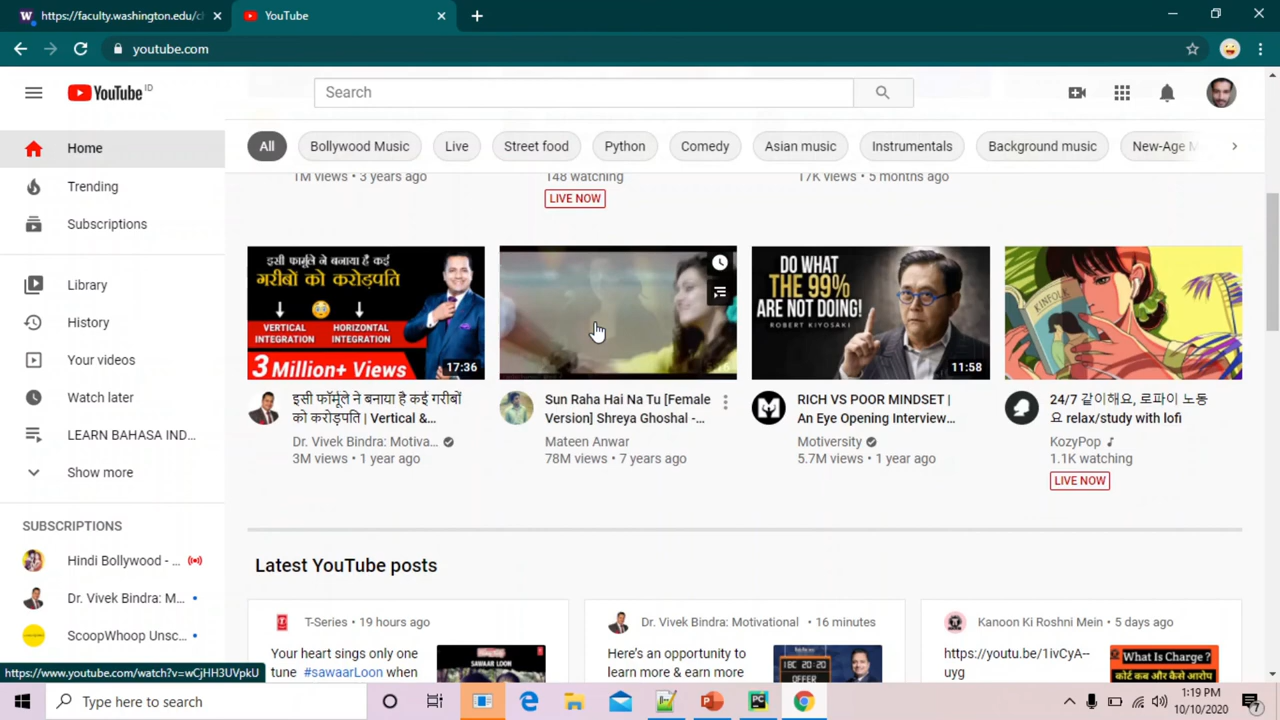 https://faculty.washington.edu/c
YouTube
youtube.com
YouTube ID
Search
Home
Trending
Subscriptions
Library
History
Your videos
Watch later
LEARN BAHASA IND...
Show more
SUBSCRIPTIONS
Hindi Bollywood - ...
Dr. Vivek Bindra: M...
ScoopWhoop Unsc...
All
Bollywood Music
Live
Street food
Python
Comedy
Asian music
Instrumentals
Background music
New-Age
1M views • 3 years ago
148 watching
LIVE NOW
17K views • 5 months ago
इसी फार्मूले ने बनाया है कई
गरीबों को करोड़पति
VERTICAL INTEGRATION
HORIZONTAL INTEGRATION
3 Million+ Views
17:36
इसी फॉर्मूले ने बनाया है कई गरीबों
को करोड़पति | Vertical &...
Dr. Vivek Bindra: Motiva...
3M views • 1 year ago
Sun Raha Hai Na Tu [Female
Version] Shreya Ghoshal -...
Mateen Anwar
78M views • 7 years ago
DO WHAT
THE 99%
ARE NOT DOING!
ROBERT KIYOSAKI
11:58
RICH VS POOR MINDSET |
An Eye Opening Interview...
Motiversity
5.7M views • 1 year ago
KINFOLK
24/7 같이해요, 로파이 노동
요 relax/study with lofi
KozyPop
1.1K watching
LIVE NOW
Latest YouTube posts
T-Series • 19 hours ago
Your heart sings only one
tune #sawaarLoon when
SAWAAR LOON
Dr. Vivek Bindra: Motivational • 16 minutes
Here's an opportunity to
learn more & earn more
IBC 20:20
OFFER
Kanoon Ki Roshni Mein • 5 days ago
https://youtu.be/1ivCyA--
uyg
What Is Charge ?
कोर्ट कब और कैसे आरोप
https://www.youtube.com/watch?v=wCjHH3UVpkU
Type here to search
1:19 PM
10/10/2020
7